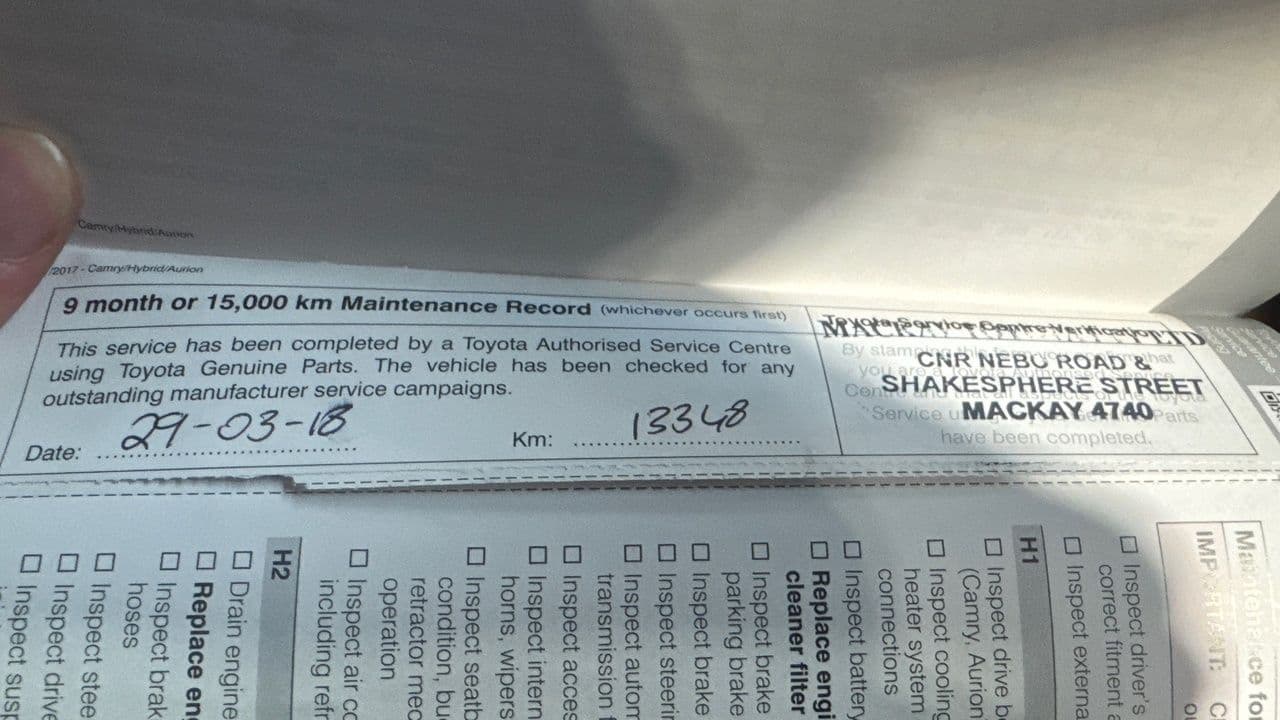 Camry/Hybrid/Aurion
/2017 - Camry/Hybrid/Aurion
9 month or 15,000 km Maintenance Record (whichever occurs first)
This service has been completed by a Toyota Authorised Service Centre
using Toyota Genuine Parts. The vehicle has been checked for any
outstanding manufacturer service campaigns.
Date: 29-03-18
Km: 13348
Toyota Service Centre Verification
By stamping
CNR NEBO ROAD &
SHAKESPHERE STREET
MACKAY 4740
have been completed.
IMPORTANT:
Inspect driver's
correct fitment
Inspect externa
H1
Inspect drive b
(Camry, Aurion
Inspect cooling
heater system
connections
Inspect battery
Replace engi
cleaner filter
Inspect brake
parking brake
Inspect brake
Inspect steerin
Inspect autom
transmission f
Inspect acces
Inspect intern
horns, wipers
Inspect seatb
condition, bu
retractor mec
operation
Inspect air co
including refr
H2
Drain engine
Replace eng
Inspect brak
hoses
Inspect stee
Inspect drive
Inspect susp